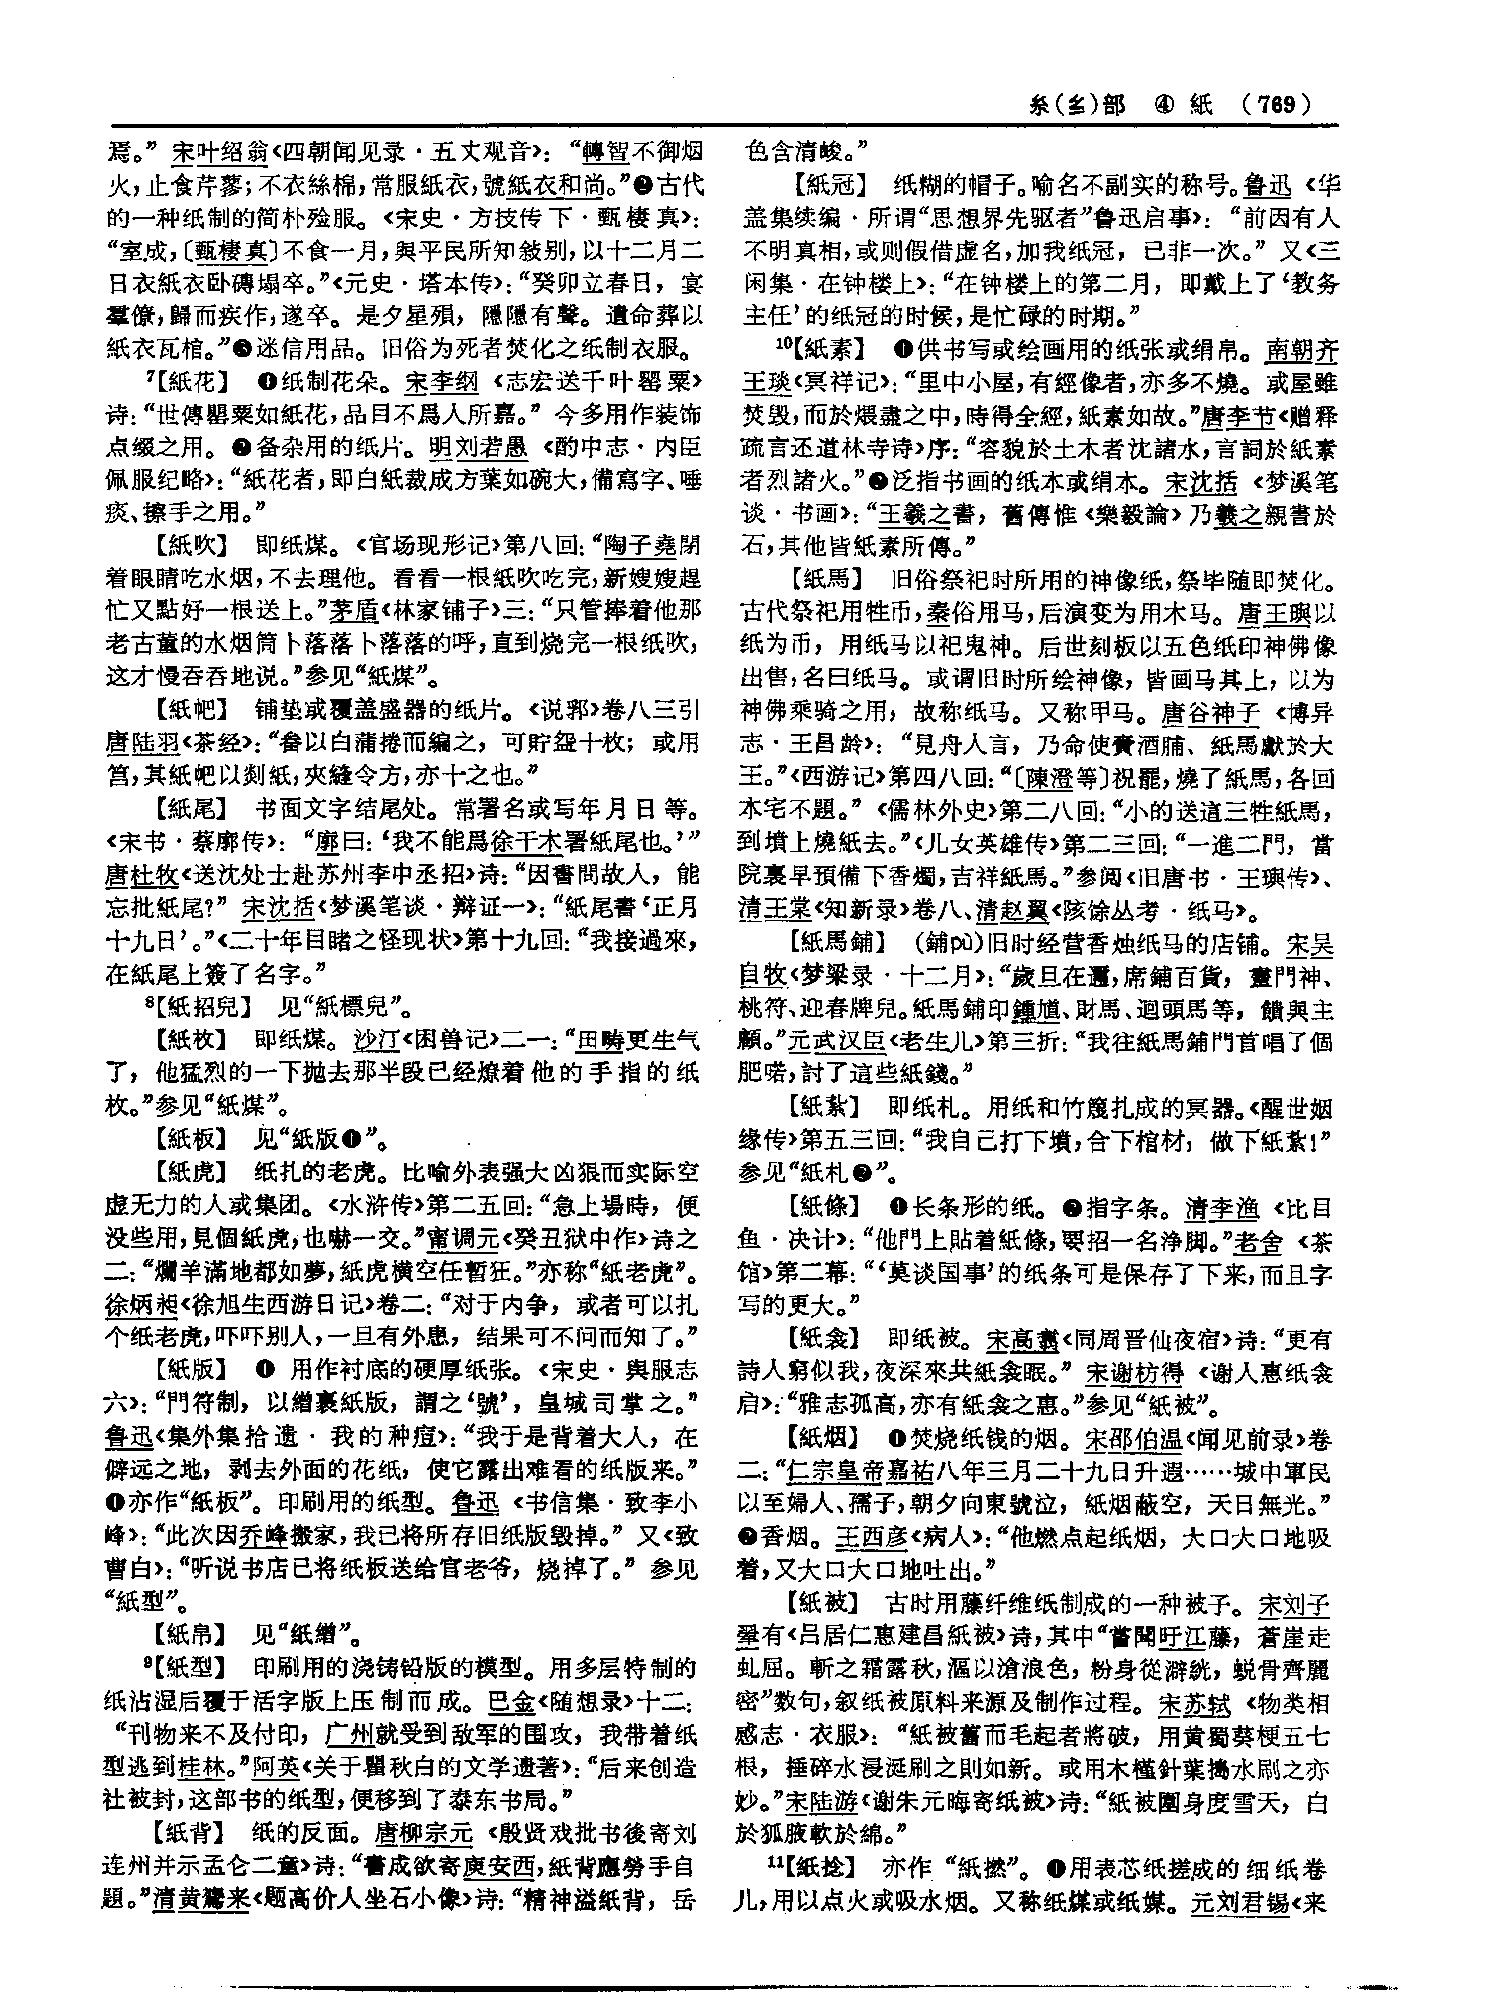 糸(糹)部　④ 紙　(769)
焉。”宋叶绍翁《四朝闻见录·五丈观音》：“轉智不御烟
火，止食芹蓼；不衣絲棉，常服紙衣，號紙衣和尚。”❷古代
的一种纸制的简朴殓服。《宋史·方技传下·甄棲真》：
“室成，〔甄棲真〕不食一月，與平民所知敍别，以十二月二
日衣紙衣卧磚塌卒。”《元史·塔本传》：“癸卯立春日，宴
羣僚，歸而疾作，遂卒。是夕星殞，隱隱有聲。遺命葬以
紙衣瓦棺。”❸迷信用品。旧俗为死者焚化之纸制衣服。
⁷【紙花】　❶纸制花朵。宋李纲《志宏送千叶罂粟》
诗：“世傳罌粟如紙花，品目不爲人所嘉。”今多用作装饰
点缀之用。❷备杂用的纸片。明刘若愚《酌中志·内臣
佩服纪略》：“紙花者，即白紙裁成方葉如碗大，備寫字、唾
痰、擦手之用。”
【紙吹】　即纸煤。《官场现形记》第八回：“陶子堯閉
着眼睛吃水烟，不去理他。看看一根紙吹吃完，新嫂嫂趕
忙又點好一根送上。”茅盾《林家铺子》三：“只管捧着他那
老古董的水烟筒卜落落卜落落的呼，直到烧完一根纸吹，
这才慢吞吞地说。”参见“紙煤”。
【紙帊】　铺垫或覆盖盛器的纸片。《说郛》卷八三引
唐陆羽《茶经》：“畚以白蒲捲而編之，可貯盌十枚；或用
筥，其紙帊以剡紙，夾縫令方，亦十之也。”
【紙尾】　书面文字结尾处。常署名或写年月日等。
《宋书·蔡廓传》：“廓曰：‘我不能爲徐干木署紙尾也。’”
唐杜牧《送沈处士赴苏州李中丞招》诗：“因書問故人，能
忘批紙尾？”宋沈括《梦溪笔谈·辩证一》：“紙尾書‘正月
十九日’。”《二十年目睹之怪现状》第十九回：“我接過來，
在紙尾上簽了名字。”
⁸【紙招兒】　见“紙標兒”。
【紙枚】　即纸煤。沙汀《困兽记》二一：“田畴更生气
了，他猛烈的一下抛去那半段已经燎着他的手指的纸
枚。”参见“紙煤”。
【紙板】　见“紙版❶”。
【紙虎】　纸扎的老虎。比喻外表强大凶狠而实际空
虚无力的人或集团。《水浒传》第二五回：“急上場時，便
没些用，見個紙虎，也嚇一交。”甯调元《癸丑狱中作》诗之
二：“爛羊滿地都如夢，紙虎横空任暫狂。”亦称“紙老虎”。
徐炳昶《徐旭生西游日记》卷二：“对于内争，或者可以扎
个纸老虎，吓吓别人，一旦有外患，结果可不问而知了。”
【紙版】　❶ 用作衬底的硬厚纸张。《宋史·舆服志
六》：“門符制，以繒裹紙版，謂之‘號’，皇城司掌之。”
鲁迅《集外集拾遗·我的种痘》：“我于是背着大人，在
僻远之地，剥去外面的花纸，使它露出难看的纸版来。”
❶亦作“紙板”。印刷用的纸型。鲁迅《书信集·致李小
峰》：“此次因乔峰搬家，我已将所存旧纸版毁掉。”又《致
曹白》：“听说书店已将纸板送给官老爷，烧掉了。”参见
“紙型”。
【紙帛】　见“紙繒”。
⁹【紙型】　印刷用的浇铸铅版的模型。用多层特制的
纸沾湿后覆于活字版上压制而成。巴金《随想录》十二：
“刊物来不及付印，广州就受到敌军的围攻，我带着纸
型逃到桂林。”阿英《关于瞿秋白的文学遗著》：“后来创造
社被封，这部书的纸型，便移到了泰东书局。”
【紙背】　纸的反面。唐柳宗元《殷贤戏批书後寄刘
连州并示孟仑二童》诗：“書成欲寄庾安西，紙背應勞手自
題。”清黄鷟来《题高价人坐石小像》诗：“精神溢紙背，岳
色含清峻。”
【紙冠】　纸糊的帽子。喻名不副实的称号。鲁迅《华
盖集续编·所谓“思想界先驱者”鲁迅启事》：“前因有人
不明真相，或则假借虚名，加我纸冠，已非一次。”又《三
闲集·在钟楼上》：“在钟楼上的第二月，即戴上了‘教务
主任’的纸冠的时候，是忙碌的时期。”
¹⁰【紙素】　❶供书写或绘画用的纸张或绢帛。南朝齐
王琰《冥祥记》：“里中小屋，有經像者，亦多不燒。或屋雖
焚毁，而於煨盡之中，時得全經，紙素如故。”唐李节《赠释
疏言还道林寺诗》序：“容貌於土木者沈諸水，言詞於紙素
者烈諸火。”❷泛指书画的纸本或绢本。宋沈括《梦溪笔
谈·书画》：“王羲之書，舊傳惟《樂毅論》乃羲之親書於
石，其他皆紙素所傳。”
【紙馬】　旧俗祭祀时所用的神像纸，祭毕随即焚化。
古代祭祀用牲币，秦俗用马，后演变为用木马。唐王璵以
纸为币，用纸马以祀鬼神。后世刻板以五色纸印神佛像
出售，名曰纸马。或谓旧时所绘神像，皆画马其上，以为
神佛乘骑之用，故称纸马。又称甲马。唐谷神子《博异
志·王昌龄》：“見舟人言，乃命使賫酒脯、紙馬獻於大
王。”《西游记》第四八回：“〔陳澄等〕祝罷，燒了紙馬，各回
本宅不題。”《儒林外史》第二八回：“小的送這三牲紙馬，
到墳上燒紙去。”《儿女英雄传》第二三回：“一進二門，當
院裏早預備下香燭，吉祥紙馬。”参阅《旧唐书·王璵传》、
清王棠《知新录》卷八、清赵翼《陔馀丛考·纸马》。
【紙馬鋪】　(鋪pù)旧时经营香烛纸马的店铺。宋吴
自牧《梦粱录·十二月》：“歲旦在邇，席鋪百貨，畫門神、
桃符、迎春牌兒。紙馬鋪印鍾馗、財馬、迴頭馬等，饋與主
顧。”元武汉臣《老生儿》第三折：“我往紙馬鋪門首唱了個
肥喏，討了這些紙錢。”
【紙紥】　即纸札。用纸和竹篾扎成的冥器。《醒世姻
缘传》第五三回：“我自己打下墳，合下棺材，做下紙紥！”
参见“紙札❷”。
【紙條】　❶长条形的纸。❷指字条。清李渔《比目
鱼·决计》：“他門上貼着紙條，要招一名净脚。”老舍《茶
馆》第二幕：“‘莫谈国事’的纸条可是保存了下来，而且字
写的更大。”
【紙衾】　即纸被。宋高翥《同周晋仙夜宿》诗：“更有
詩人窮似我，夜深來共紙衾眠。”宋谢枋得《谢人惠纸衾
启》：“雅志孤高，亦有紙衾之惠。”参见“紙被”。
【紙烟】　❶焚烧纸钱的烟。宋邵伯温《闻见前录》卷
二：“仁宗皇帝嘉祐八年三月二十九日升遐……城中軍民
以至婦人、孺子，朝夕向東號泣，紙烟蔽空，天日無光。”
❷香烟。王西彦《病人》：“他燃点起纸烟，大口大口地吸
着，又大口大口地吐出。”
【紙被】　古时用藤纤维纸制成的一种被子。宋刘子
翚有《吕居仁惠建昌紙被》诗，其中“嘗聞旴江藤，蒼崖走
虬屈。斬之霜露秋，漚以滄浪色，粉身從澼絖，蜕骨齊麗
密”数句，叙纸被原料来源及制作过程。宋苏轼《物类相
感志·衣服》：“紙被舊而毛起者將破，用黄蜀葵梗五七
根，捶碎水浸涎刷之則如新。或用木槿針葉擣水刷之亦
妙。”宋陆游《谢朱元晦寄纸被》诗：“紙被圍身度雪天，白
於狐腋軟於綿。”
¹¹【紙捻】　亦作“紙撚”。❶用表芯纸搓成的细纸卷
儿，用以点火或吸水烟。又称纸煤或纸媒。元刘君锡《来